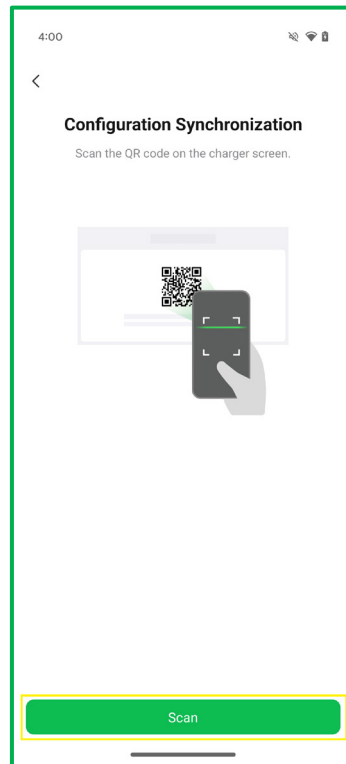 4:00
Configuration Synchronization
Scan the QR code on the charger screen.
Scan